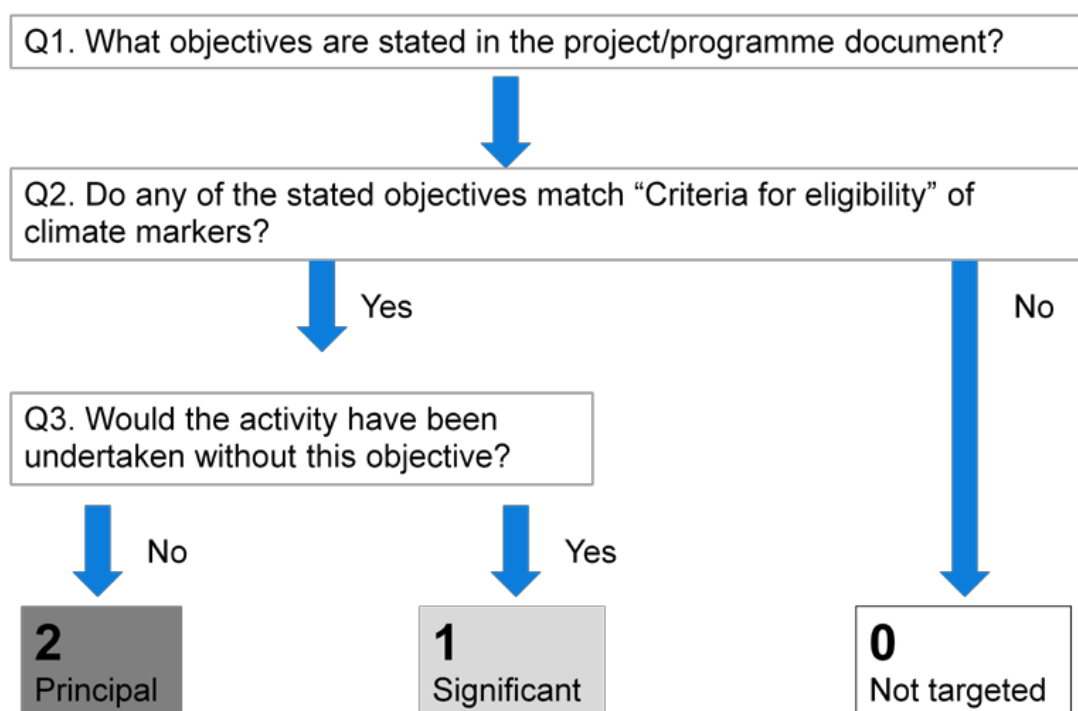 Q1. What objectives are stated in the project/programme document?
Q2. Do any of the stated objectives match “Criteria for eligibility” of
climate markers?
Yes
No
Q3. Would the activity have been
undertaken without this objective?
No
Yes
2
Principal
1
Significant
0
Not targeted